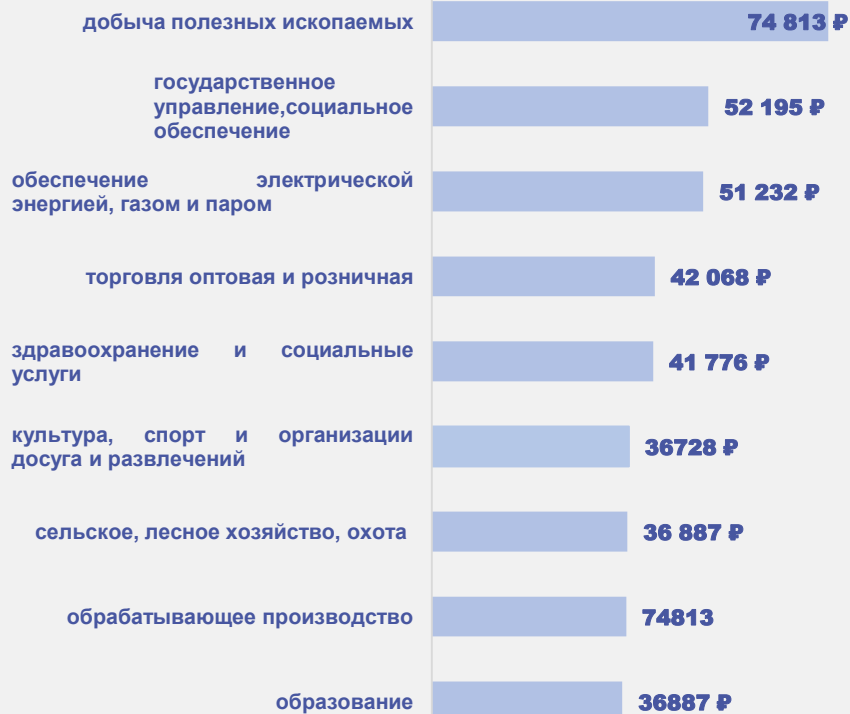 добыча полезных ископаемых
74 813 ₽
государственное
управление,социальное
обеспечение
52 195 ₽
обеспечение электрической
энергией, газом и паром
51 232 ₽
торговля оптовая и розничная
42 068 ₽
здравоохранение и социальные
услуги
41 776 ₽
культура, спорт и организации
досуга и развлечений
36728 ₽
сельское, лесное хозяйство, охота
36 887 ₽
обрабатывающее производство
74813
образование
36887 ₽